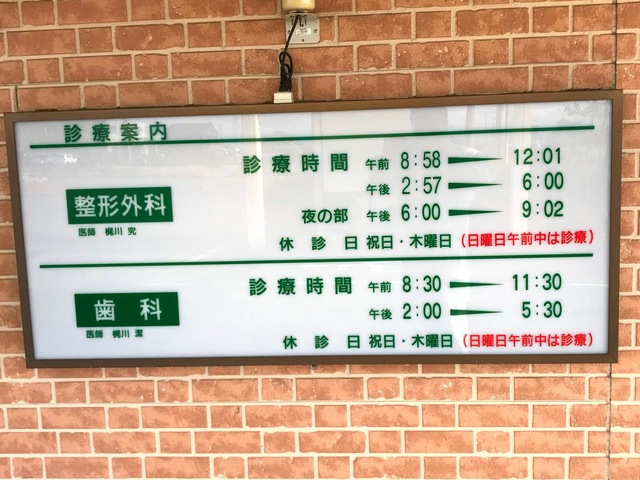 診療案内
整形外科
医師 梶川 究
診療時間 午前 8:58 12:01
午後 2:57 6:00
夜の部 午後 6:00 9:02
休診日 祝日・木曜日 (日曜日午前中は診療)
歯科
医師 梶川 潔
診療時間 午前 8:30 11:30
午後 2:00 5:30
休診日 祝日・木曜日 (日曜日午前中は診療)